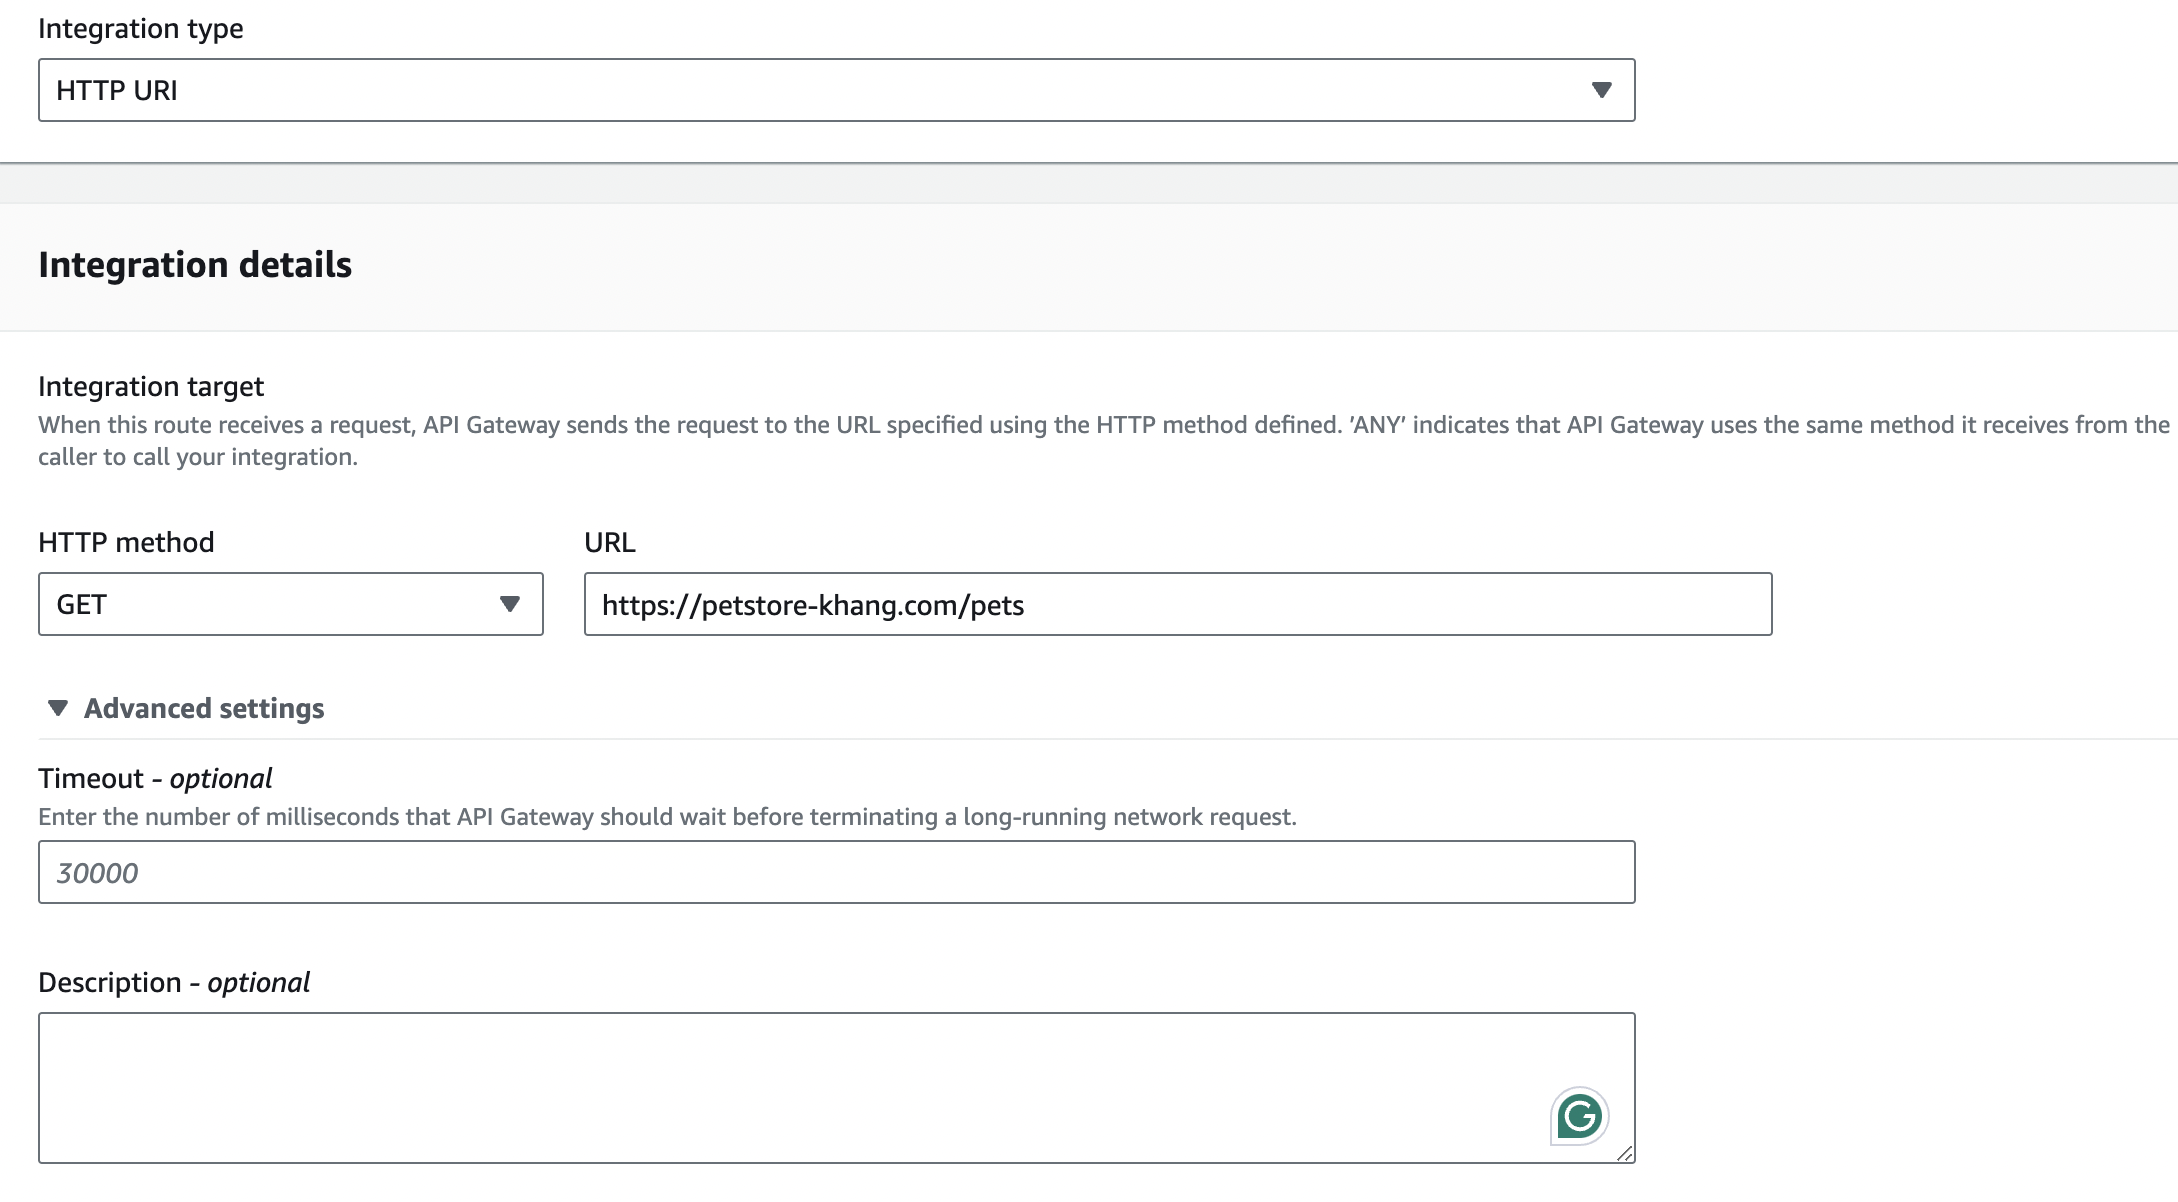 Integration type
HTTP URI
Integration details
Integration target
When this route receives a request, API Gateway sends the request to the URL specified using the HTTP method defined. 'ANY' indicates that API Gateway uses the same method it receives from the
caller to call your integration.
HTTP method
URL
GET
https://petstore-khang.com/pets
Advanced settings
Timeout - optional
Enter the number of milliseconds that API Gateway should wait before terminating a long-running network request.
30000
Description - optional